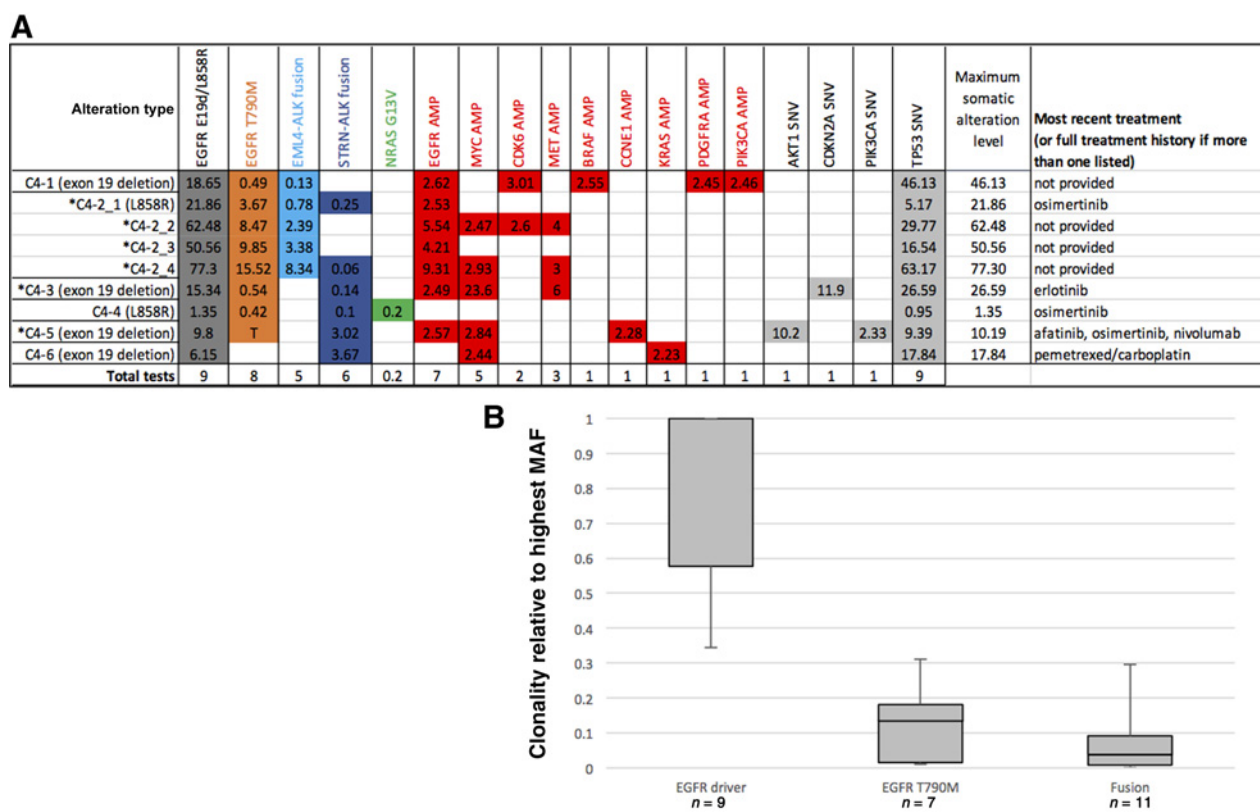 A
Alteration type EGFR E19d/L858R EGFR T790M EML4-ALK fusion STRN-ALK fusion NRAS G13V EGFR AMP MYC AMP CDK6 AMP MET AMP BRAF AMP CCNE1 AMP KRAS AMP PDGFRA AMP PIK3CA AMP AKT1 SNV CDKN2A SNV PIK3CA SNV TP53 SNV
Maximum
somatic
alteration
level
Most recent treatment
(or full treatment history if more
than one listed)
C4-1 (exon 19 deletion) 18.65 0.49 0.13 2.62 3.01 2.55 2.45 2.46 46.13 46.13 not provided
*C4-2_1 (L858R) 21.86 3.67 0.78 0.25 2.53 5.17 21.86 osimertinib
*C4-2_2 62.48 8.47 2.39 5.54 2.47 2.6 4 29.77 62.48 not provided
*C4-2_3 50.56 9.85 3.38 4.21 16.54 50.56 not provided
*C4-2_4 77.3 15.52 8.34 0.06 9.31 2.93 3 63.17 77.30 not provided
*C4-3 (exon 19 deletion) 15.34 0.54 0.14 2.49 23.6 6 11.9 26.59 26.59 erlotinib
C4-4 (L858R) 1.35 0.42 0.1 0.2 0.95 1.35 osimertinib
*C4-5 (exon 19 deletion) 9.8 T 3.02 2.57 2.84 2.28 10.2 2.33 9.39 10.19 afatinib, osimertinib, nivolumab
C4-6 (exon 19 deletion) 6.15 3.67 2.44 2.23 17.84 17.84 pemetrexed/carboplatin
Total tests 9 8 5 6 0.2 7 5 2 3 1 1 1 1 1 1 1 1 9
B
Clonality relative to highest MAF
1
0.9
0.8
0.7
0.6
0.5
0.4
0.3
0.2
0.1
0
EGFR driver EGFR T790M Fusion
n = 9 n = 7 n = 11